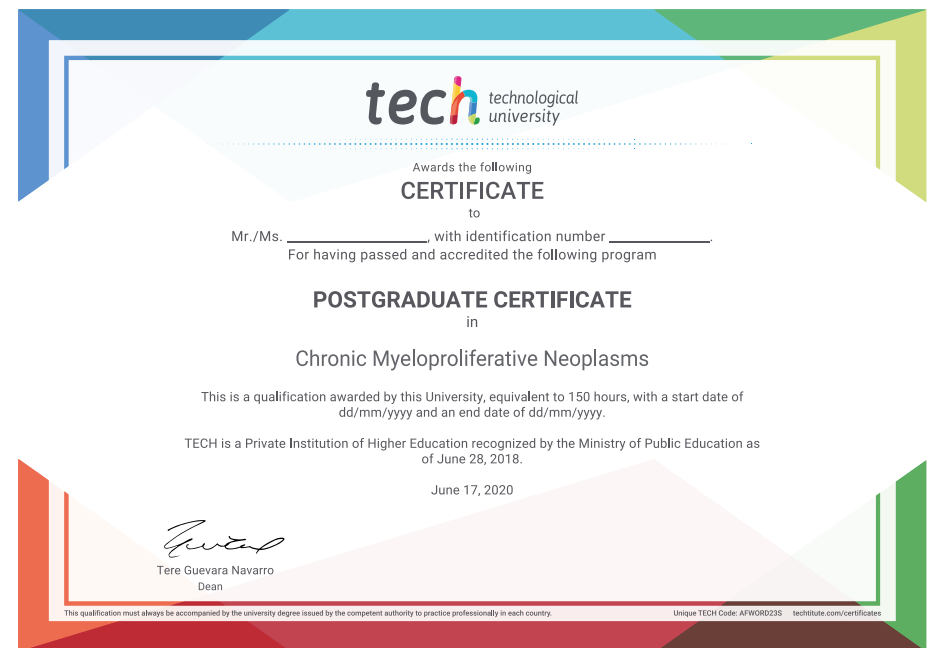 tech technological
university
Awards the following
CERTIFICATE
to
Mr./Ms. ____________, with identification number ____________.
For having passed and accredited the following program
POSTGRADUATE CERTIFICATE
in
Chronic Myeloproliferative Neoplasms
This is a qualification awarded by this University, equivalent to 150 hours, with a start date of
dd/mm/yyyy and an end date of dd/mm/yyyy.
TECH is a Private Institution of Higher Education recognized by the Ministry of Public Education as
of June 28, 2018.
June 17, 2020
Tere Guevara Navarro
Dean
This qualification must always be accompanied by the university degree issued by the competent authority to practice professionally in each country.
Unique TECH Code: AFWORD23S techtitute.com/certificates